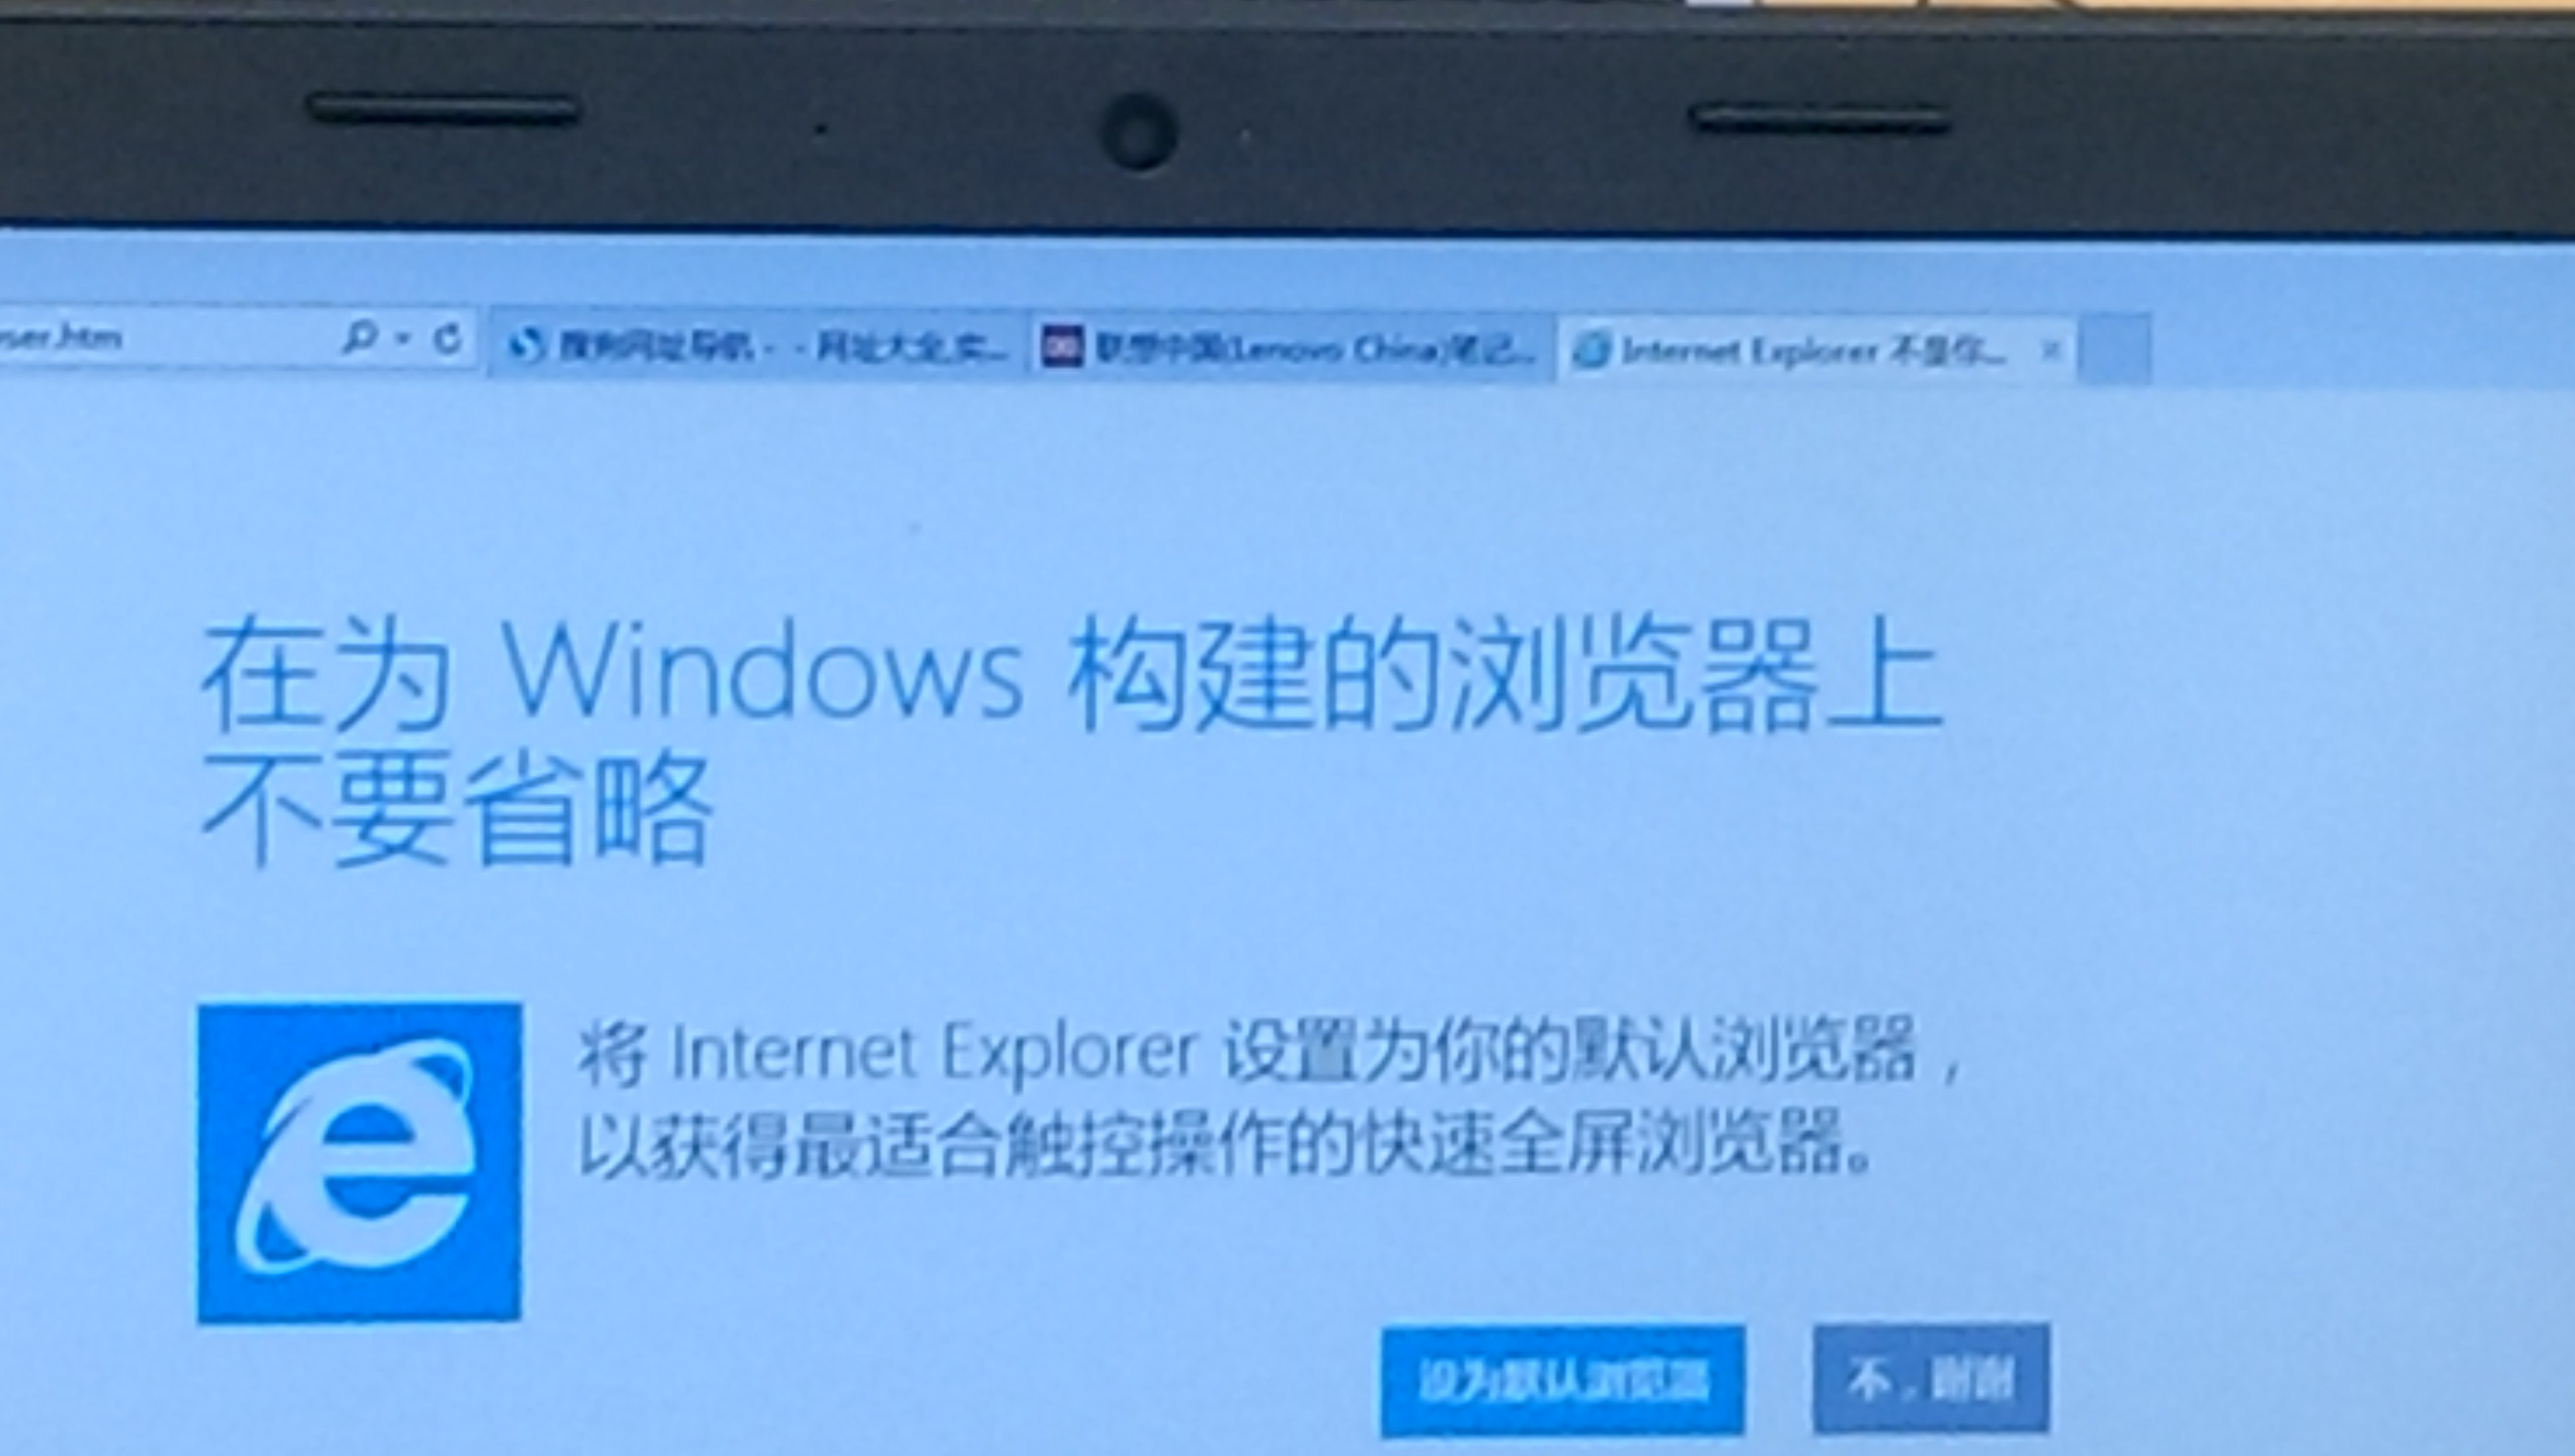 ser.htm
搜狗网址导航 - - 网址大全,实...
联想中国(Lenovo China)笔记...
Internet Explorer 不是你...
在为 Windows 构建的浏览器上
不要省略
将 Internet Explorer 设置为你的默认浏览器，
以获得最适合触控操作的快速全屏浏览器。
设为默认浏览器
不，谢谢